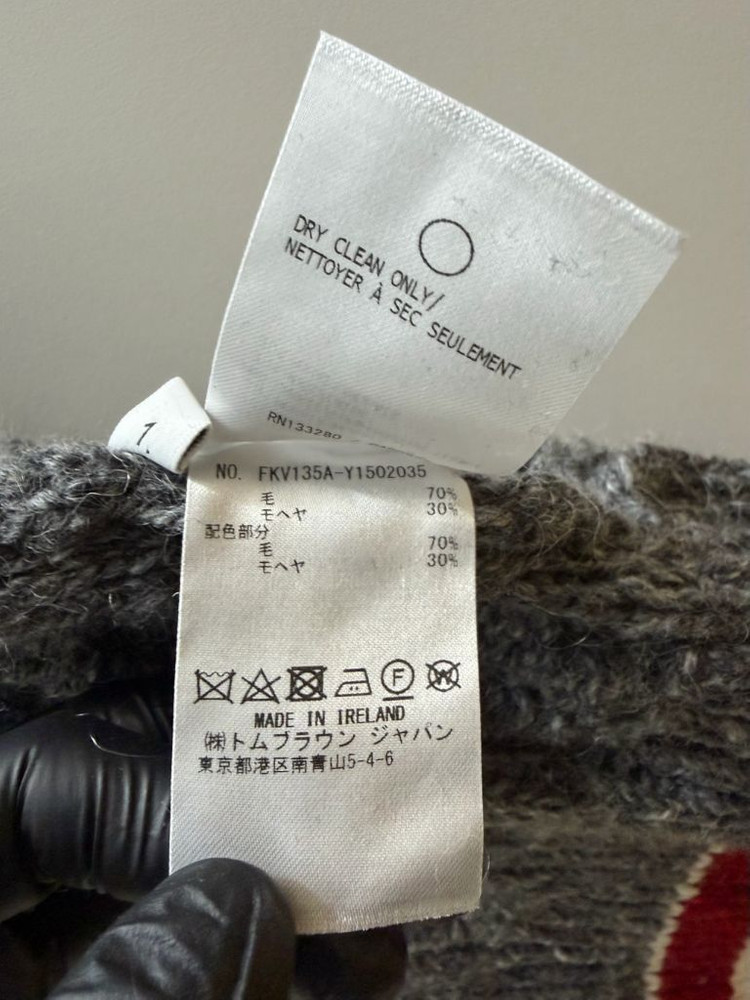 DRY CLEAN ONLY/
NETTOYER À SEC SEULEMENT
RN133280
1.
NO. FKV135A-Y1502035
毛 70%
モヘヤ 30%
配色部分
毛 70%
モヘヤ 30%
F W
MADE IN IRELAND
㈱トムブラウン ジャパン
東京都港区南青山5-4-6